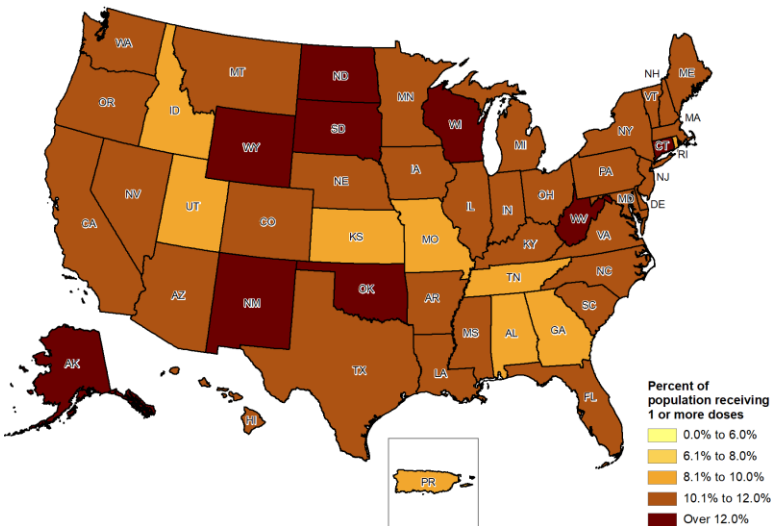 WA
MT
ND
MN
OR
ID
WY
SD
WI
MI
NH
VT
ME
NY
MA
CT
RI
NV
UT
CO
NE
IA
IL
IN
OH
PA
NJ
MD
DE
CA
KS
MO
KY
WV
VA
AZ
NM
OK
AR
TN
NC
SC
TX
LA
MS
AL
GA
FL
AK
HI
PR
Percent of
population receiving
1 or more doses
0.0% to 6.0%
6.1% to 8.0%
8.1% to 10.0%
10.1% to 12.0%
Over 12.0%